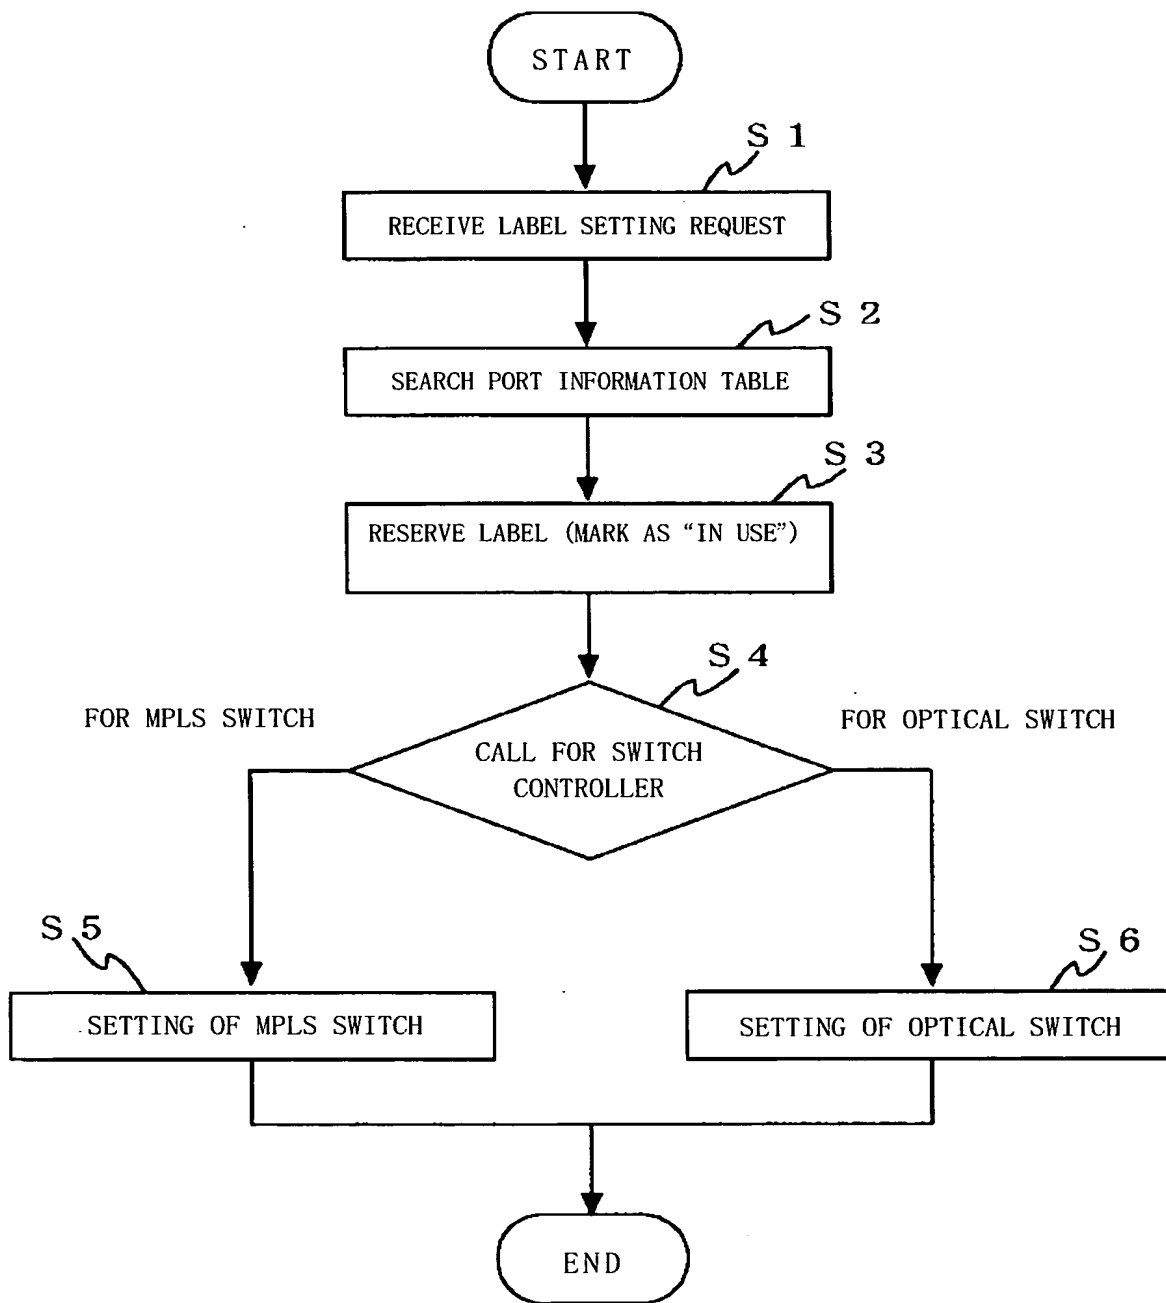 START
S 1
RECEIVE LABEL SETTING REQUEST
S 2
SEARCH PORT INFORMATION TABLE
S 3
RESERVE LABEL (MARK AS “IN USE”)
S 4
FOR MPLS SWITCH
FOR OPTICAL SWITCH
CALL FOR SWITCH
CONTROLLER
S 5
S 6
SETTING OF MPLS SWITCH
SETTING OF OPTICAL SWITCH
END